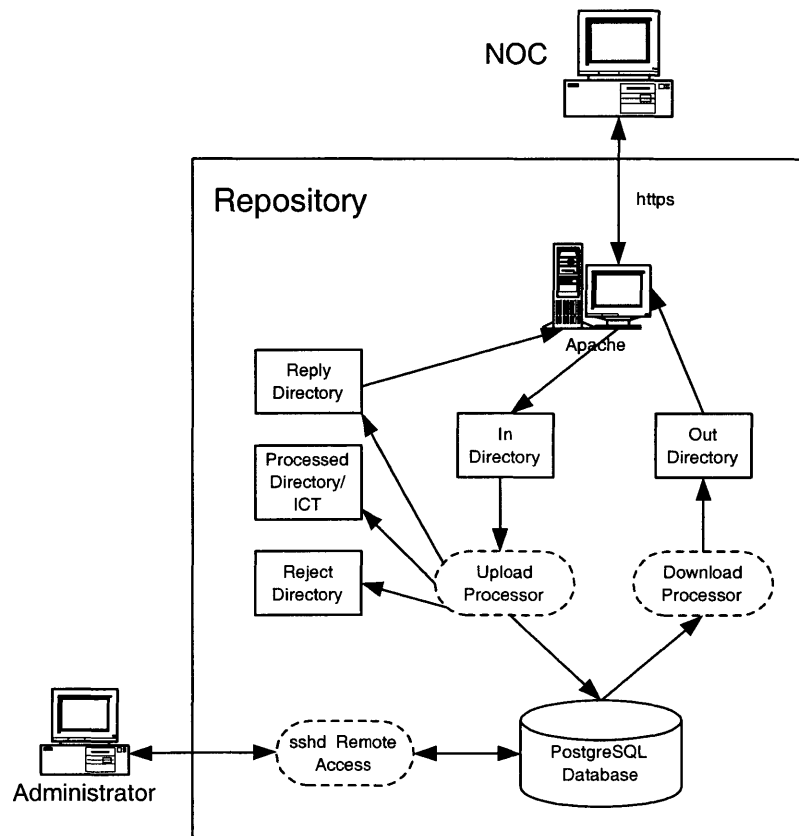 NOC
https
Repository
Apache
Reply
Directory
In
Directory
Out
Directory
Processed
Directory/
ICT
Reject
Directory
Upload
Processor
Download
Processor
sshd Remote
Access
PostgreSQL
Database
Administrator